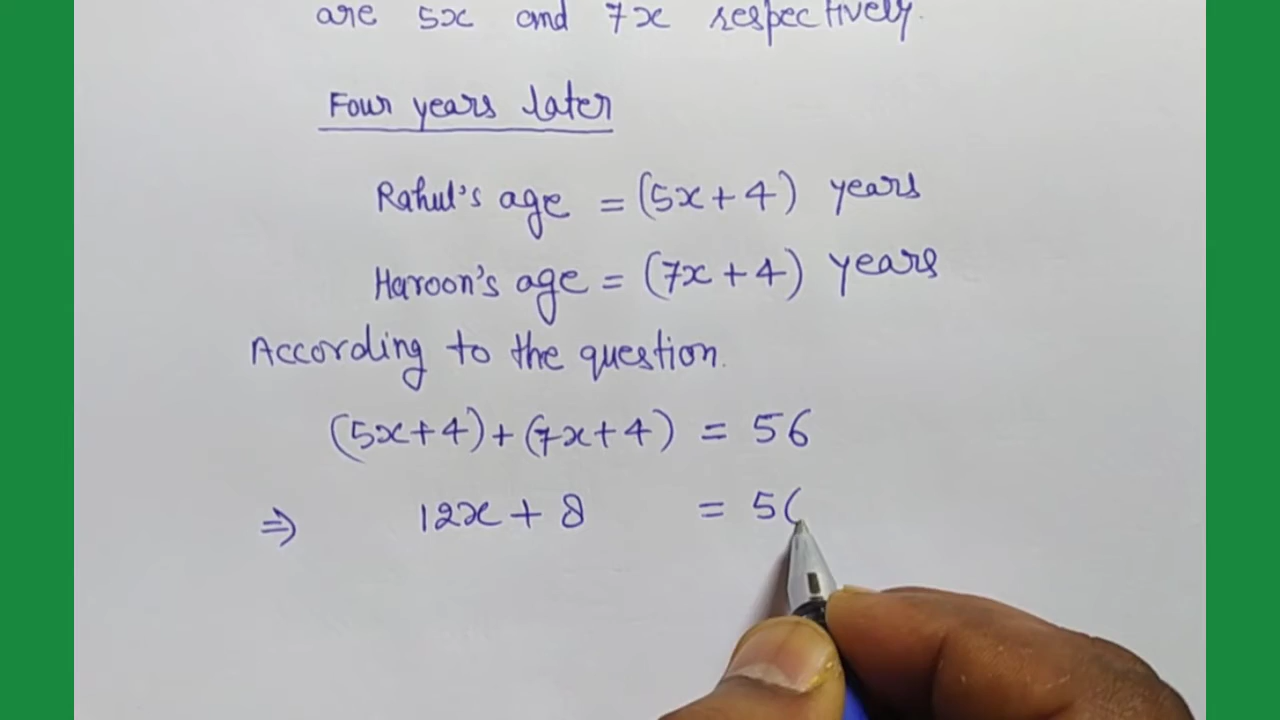 are 5x and 7x respectively.
Four years later
Rahul's age = (5x+4) years
Haroon's age = (7x+4) years
According to the question.
(5x+4)+(7x+4) = 56
⇒ 12x + 8 = 5(